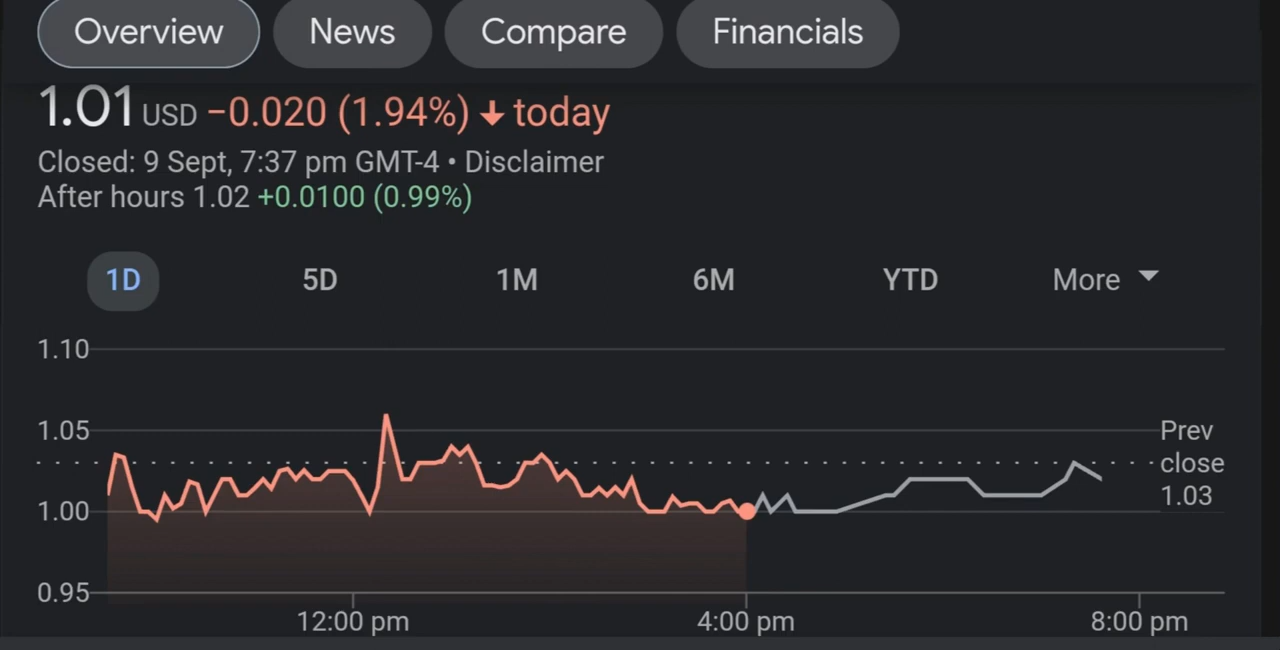 Overview News Compare Financials
1.01 USD −0.020 (1.94%) ↓ today
Closed: 9 Sept, 7:37 pm GMT-4 • Disclaimer
After hours 1.02 +0.0100 (0.99%)
1D 5D 1M 6M YTD More
1.10
1.05
1.00
0.95
Prev
close
1.03
12:00 pm 4:00 pm 8:00 pm